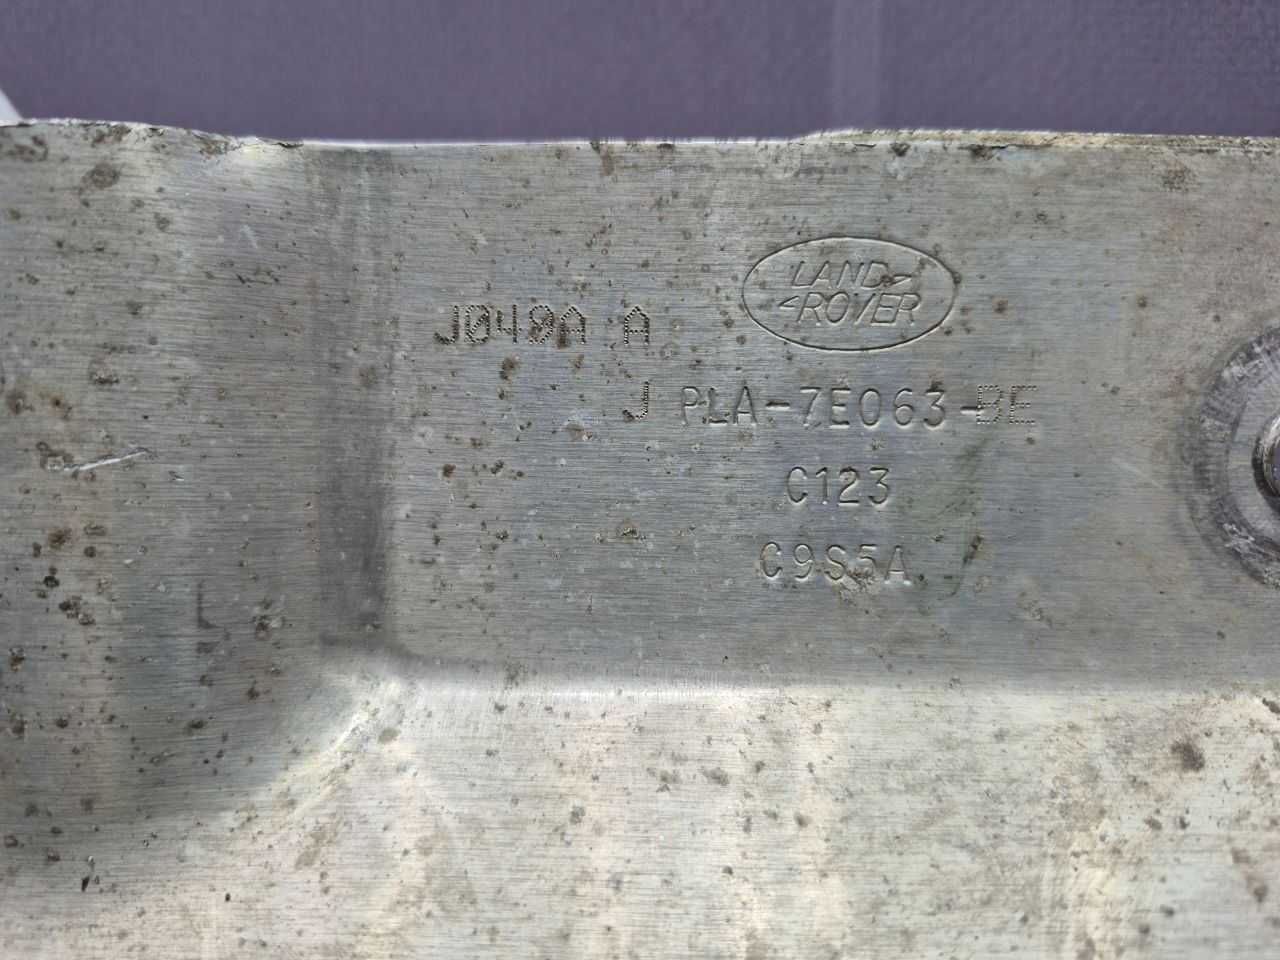 LAND
ROVER
J049A A
J PLA-7E063-BE
C123
C9S5A